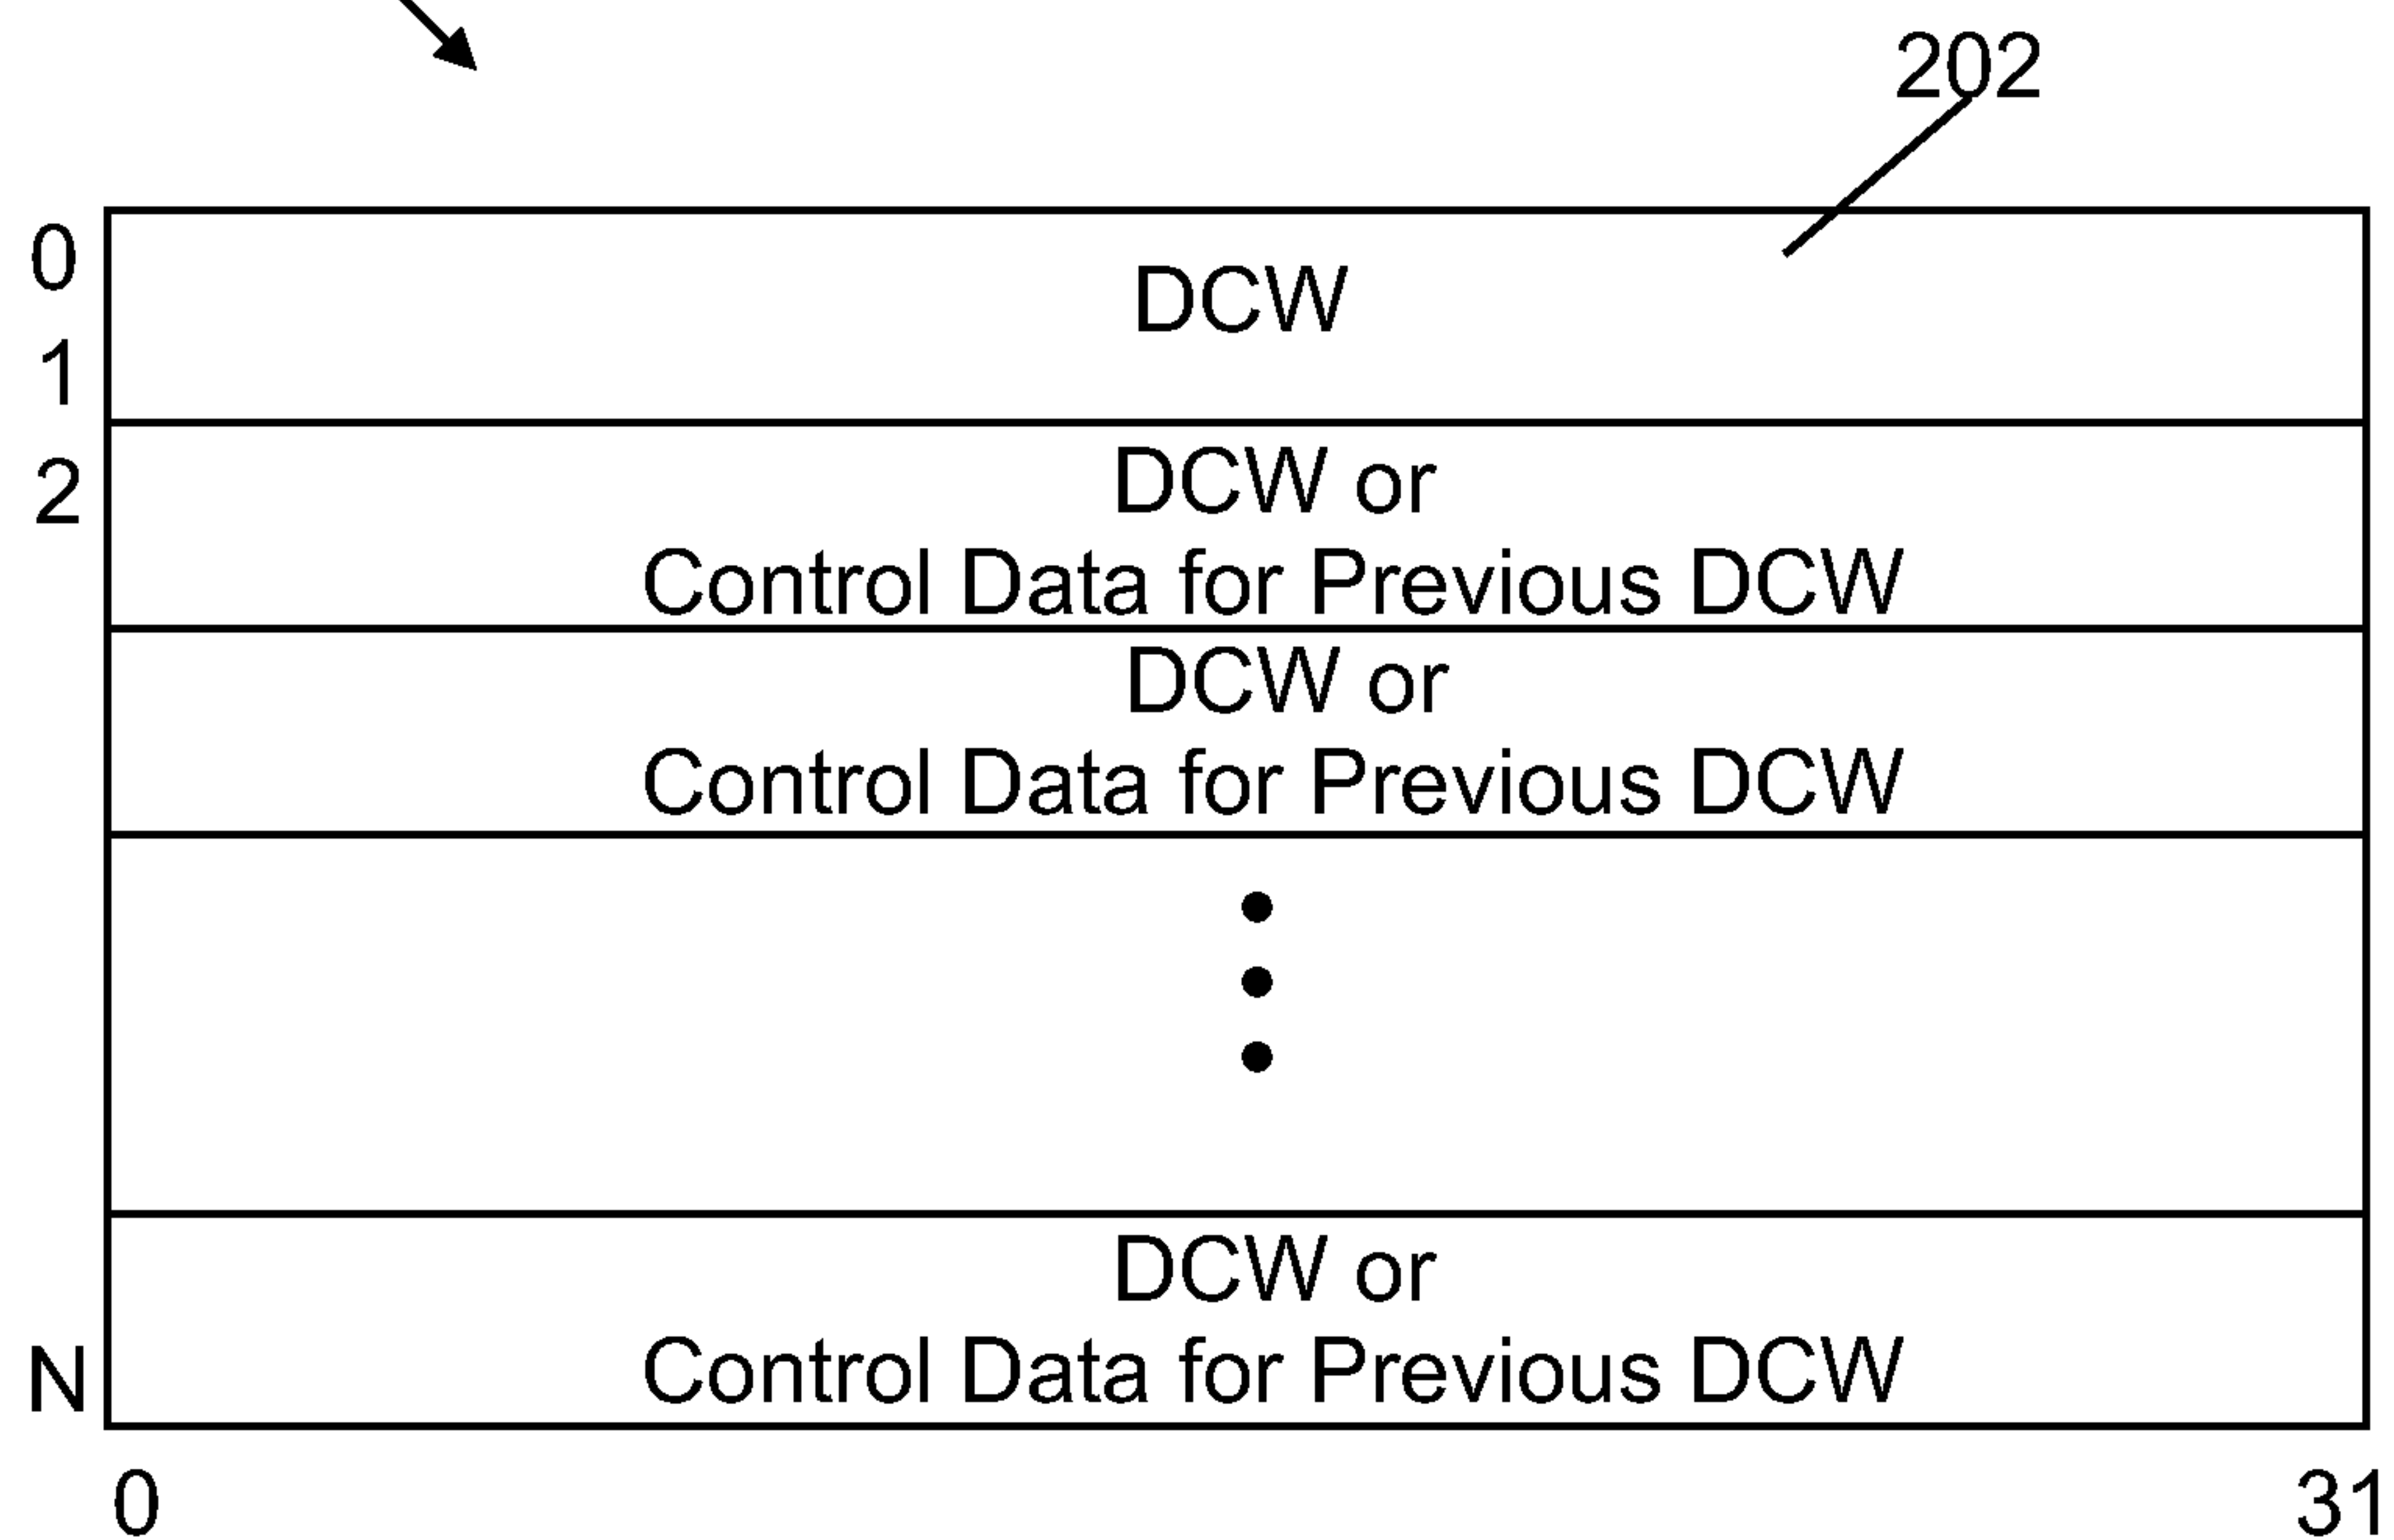 202
0
DCW
1
2
DCW or
Control Data for Previous DCW
DCW or
Control Data for Previous DCW
DCW or
Control Data for Previous DCW
N
0
31